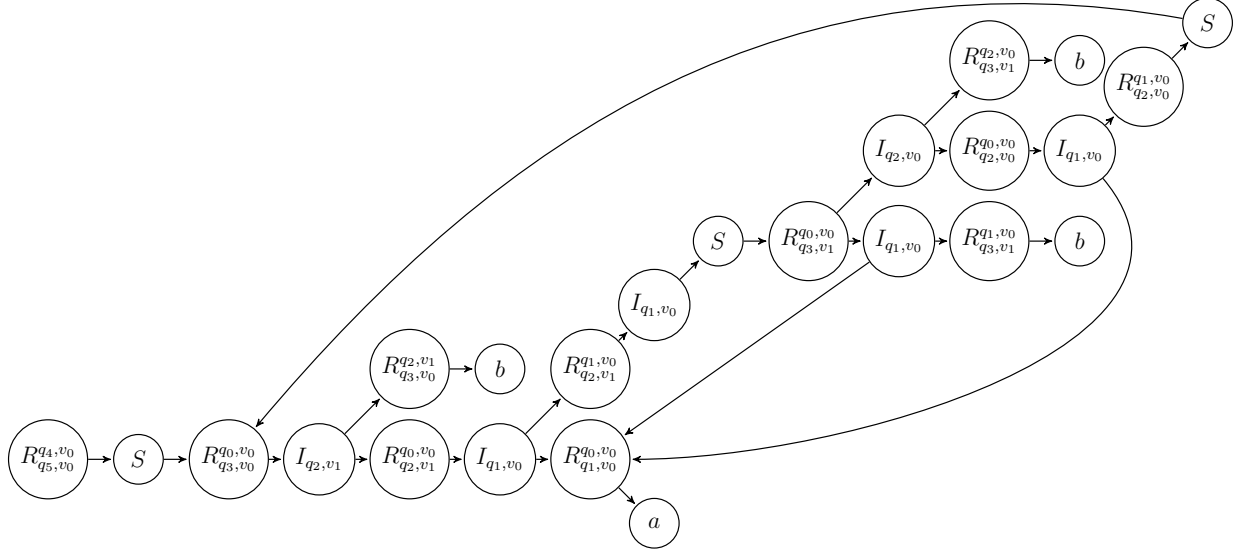 S
R^{q_2,v_0}_{q_3,v_1} b
R^{q_1,v_0}_{q_2,v_0}
I_{q_2,v_0} R^{q_0,v_0}_{q_2,v_0} I_{q_1,v_0}
S R^{q_0,v_0}_{q_3,v_1} I_{q_1,v_0} R^{q_1,v_0}_{q_3,v_1} b
I_{q_1,v_0}
R^{q_2,v_1}_{q_3,v_0} b R^{q_1,v_0}_{q_2,v_1}
R^{q_4,v_0}_{q_5,v_0} S R^{q_0,v_0}_{q_3,v_0} I_{q_2,v_1} R^{q_0,v_0}_{q_2,v_1} I_{q_1,v_0} R^{q_0,v_0}_{q_1,v_0}
a